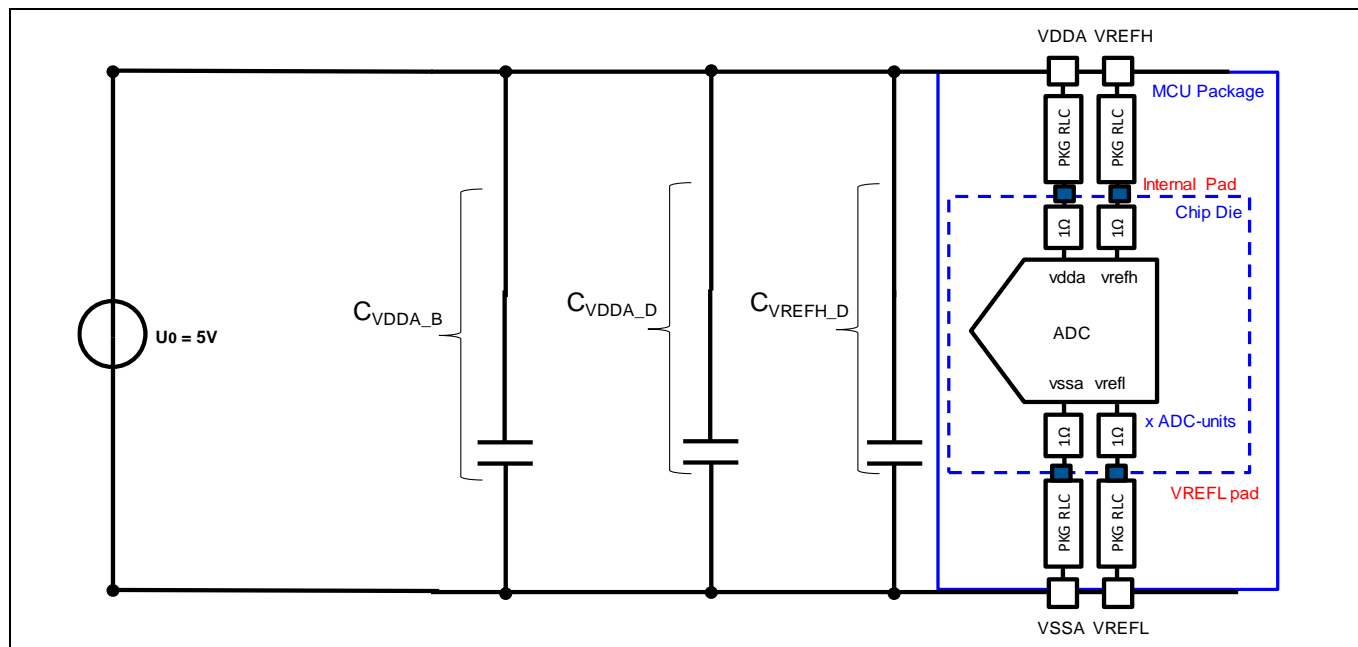 VDDA VREFH
MCU Package
PKG RLC
PKG RLC
Internal Pad
Chip Die
1Ω
1Ω
vdda vrefh
CVDDA_B
CVDDA_D
CVREFH_D
U0 = 5V
ADC
vssa vrefl
x ADC-units
1Ω
1Ω
VREFL pad
PKG RLC
PKG RLC
VSSA VREFL